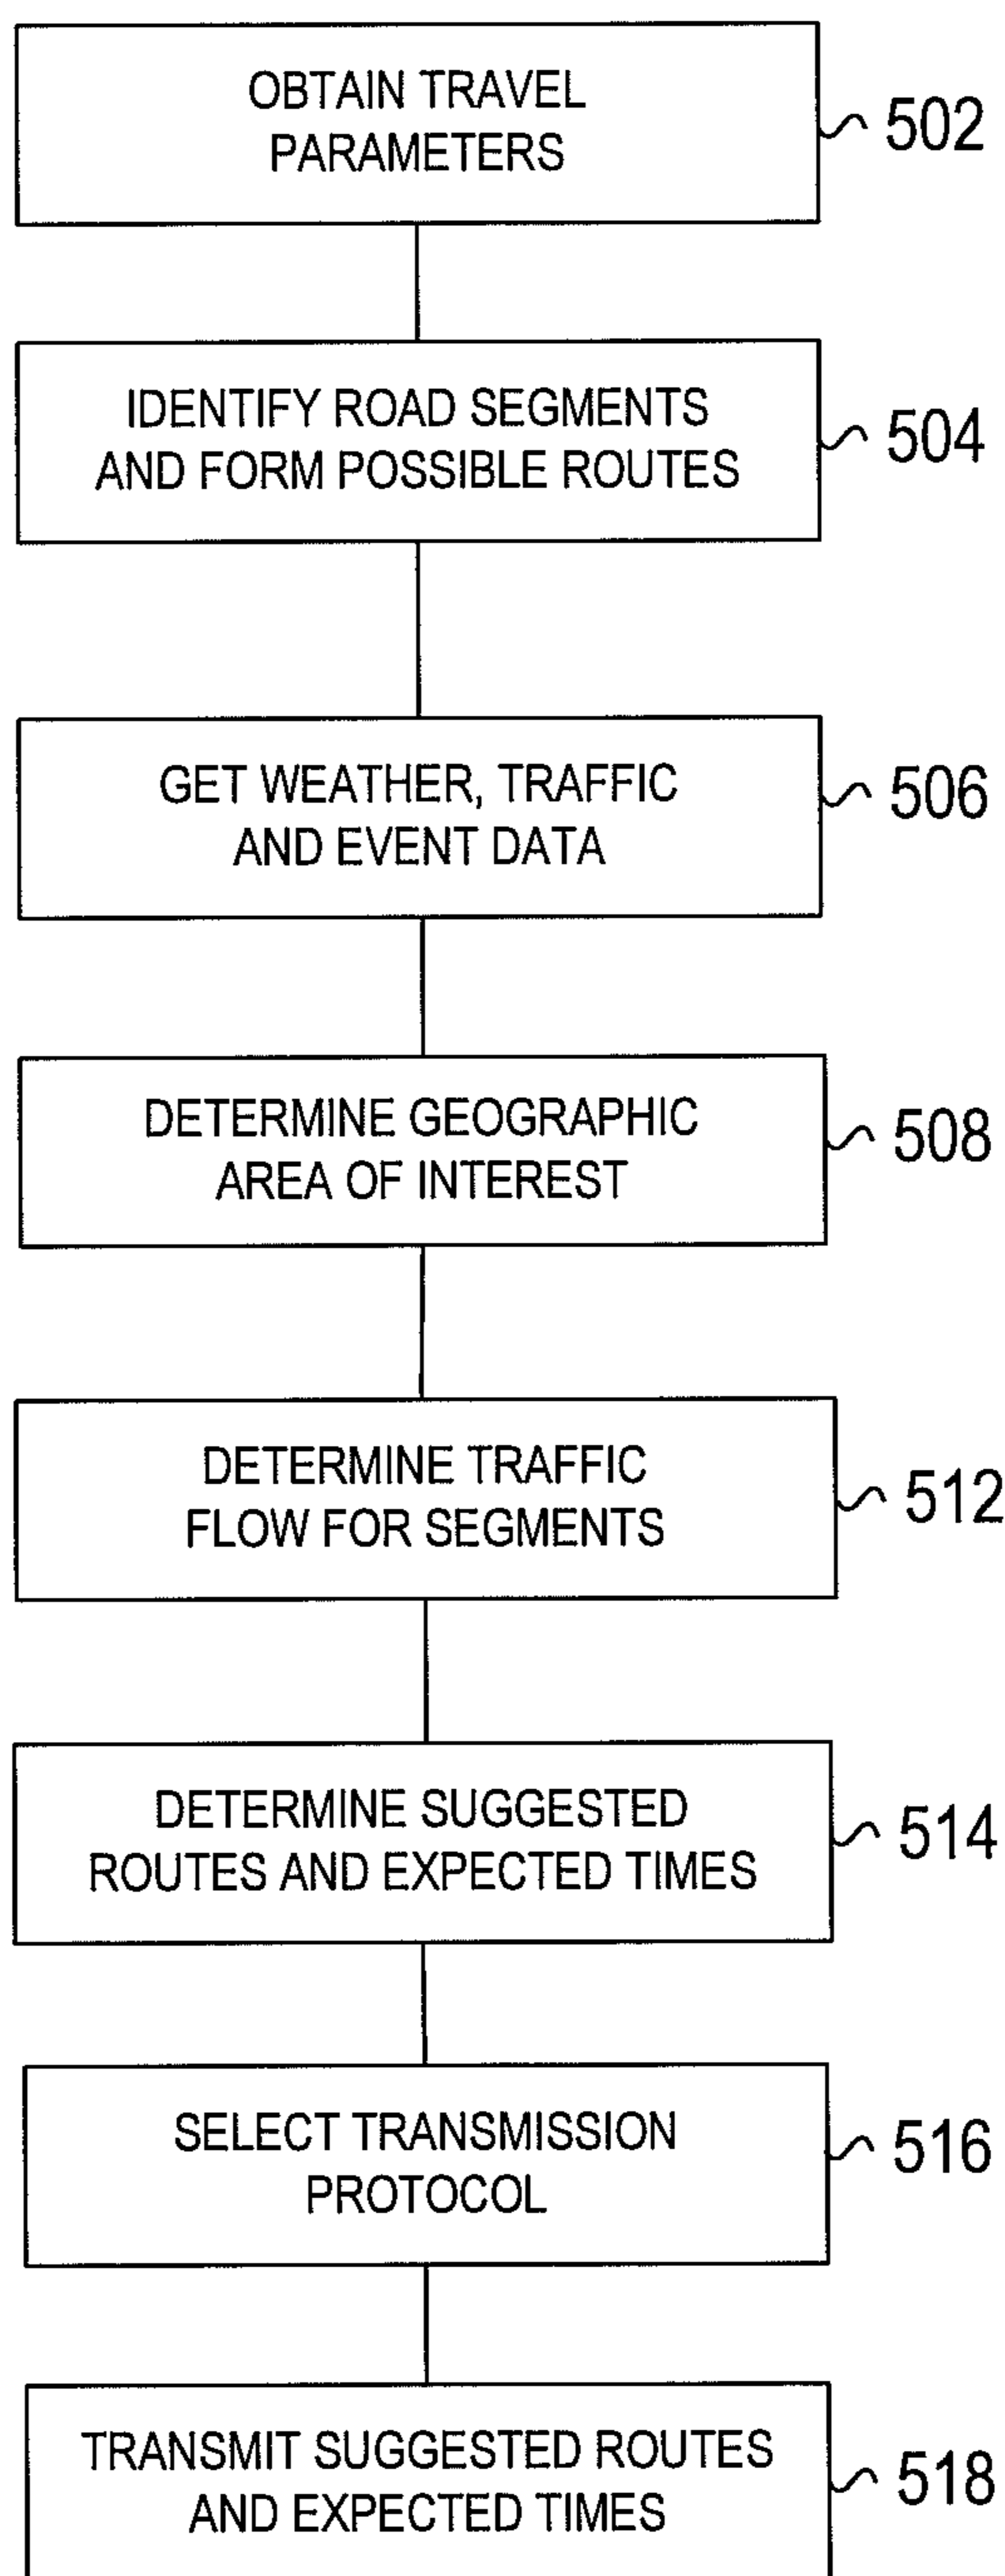 OBTAIN TRAVEL
PARAMETERS
502
IDENTIFY ROAD SEGMENTS
AND FORM POSSIBLE ROUTES
504
GET WEATHER, TRAFFIC
AND EVENT DATA
506
DETERMINE GEOGRAPHIC
AREA OF INTEREST
508
DETERMINE TRAFFIC
FLOW FOR SEGMENTS
512
DETERMINE SUGGESTED
ROUTES AND EXPECTED TIMES
514
SELECT TRANSMISSION
PROTOCOL
516
TRANSMIT SUGGESTED ROUTES
AND EXPECTED TIMES
518